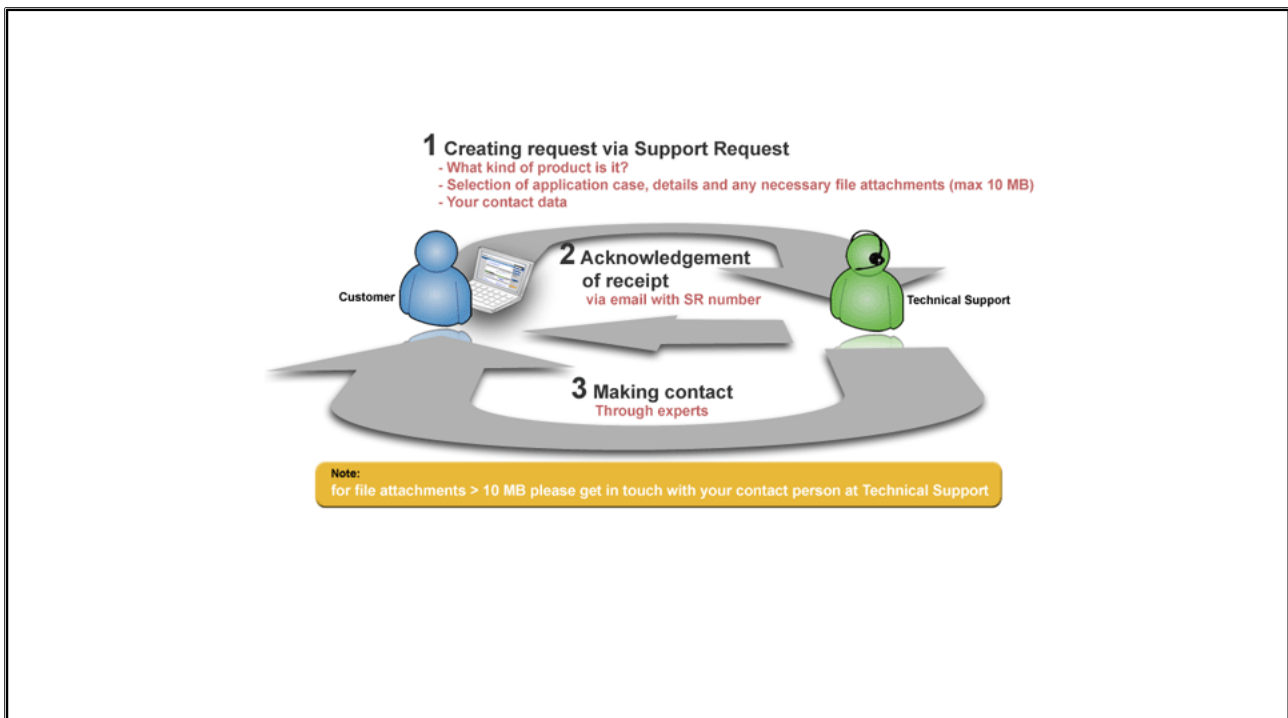 1 Creating request via Support Request
- What kind of product is it?
- Selection of application case, details and any necessary file attachments (max 10 MB)
- Your contact data
2 Acknowledgement
of receipt
via email with SR number
Customer
Technical Support
3 Making contact
Through experts
Note:
for file attachments > 10 MB please get in touch with your contact person at Technical Support